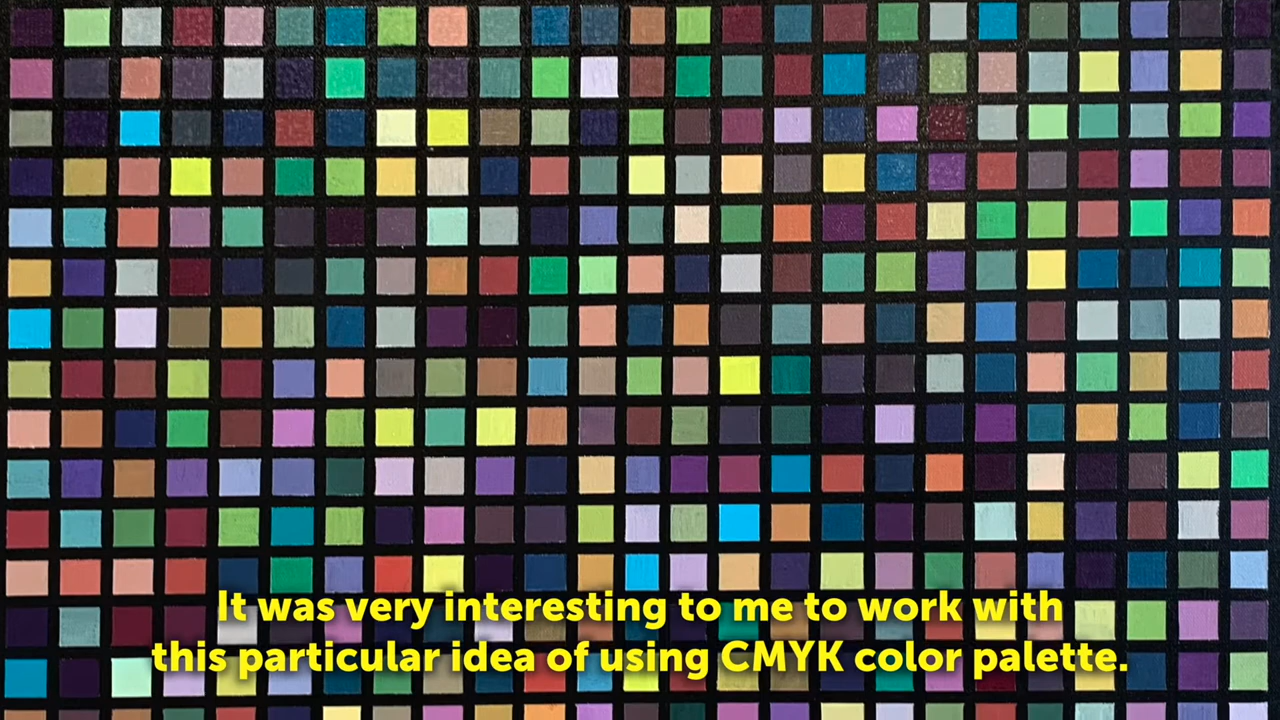 It was very interesting to me to work with
this particular idea of using CMYK color palette.